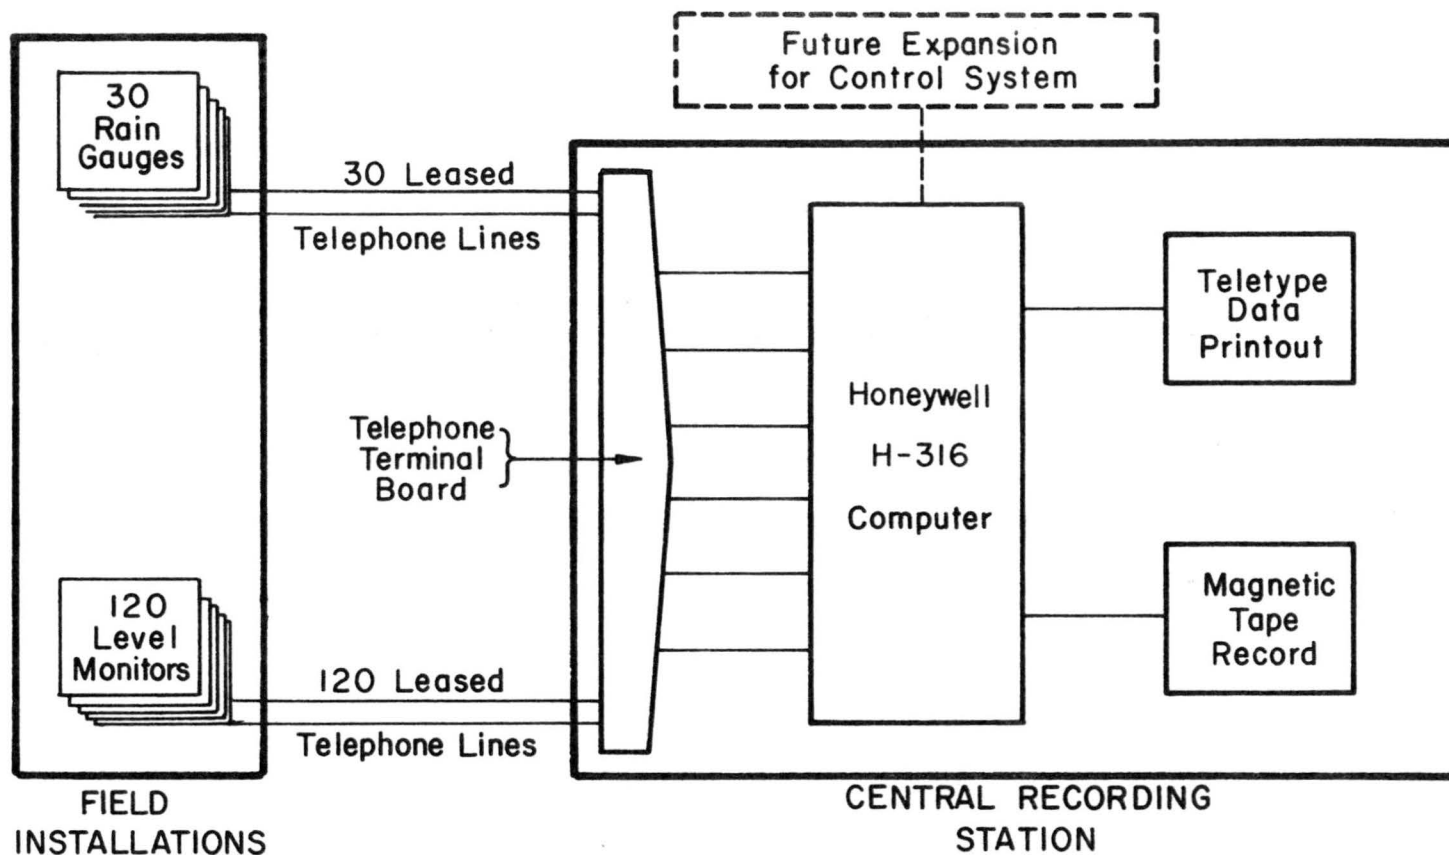 Future Expansion
for Control System
30
Rain
Gauges
30 Leased
Telephone Lines
Teletype
Data
Printout
Telephone
Terminal
Board
Honeywell
H-316
Computer
120
Level
Monitors
120 Leased
Telephone Lines
Magnetic
Tape
Record
FIELD
INSTALLATIONS
CENTRAL RECORDING
STATION